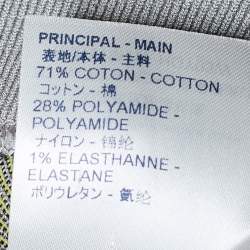 PRINCIPAL - MAIN
表地/本体 - 主料
71% COTON - COTTON
コットン - 棉
28% POLYAMIDE -
POLYAMIDE
ナイロン - 锦纶
1% ELASTHANNE -
ELASTANE
ポリウレタン - 氨纶